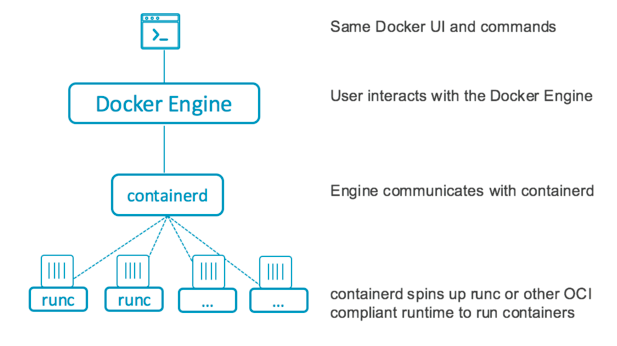 Same Docker UI and commands
Docker Engine
User interacts with the Docker Engine
containerd
Engine communicates with containerd
runc
runc
...
...
containerd spins up runc or other OCI
compliant runtime to run containers